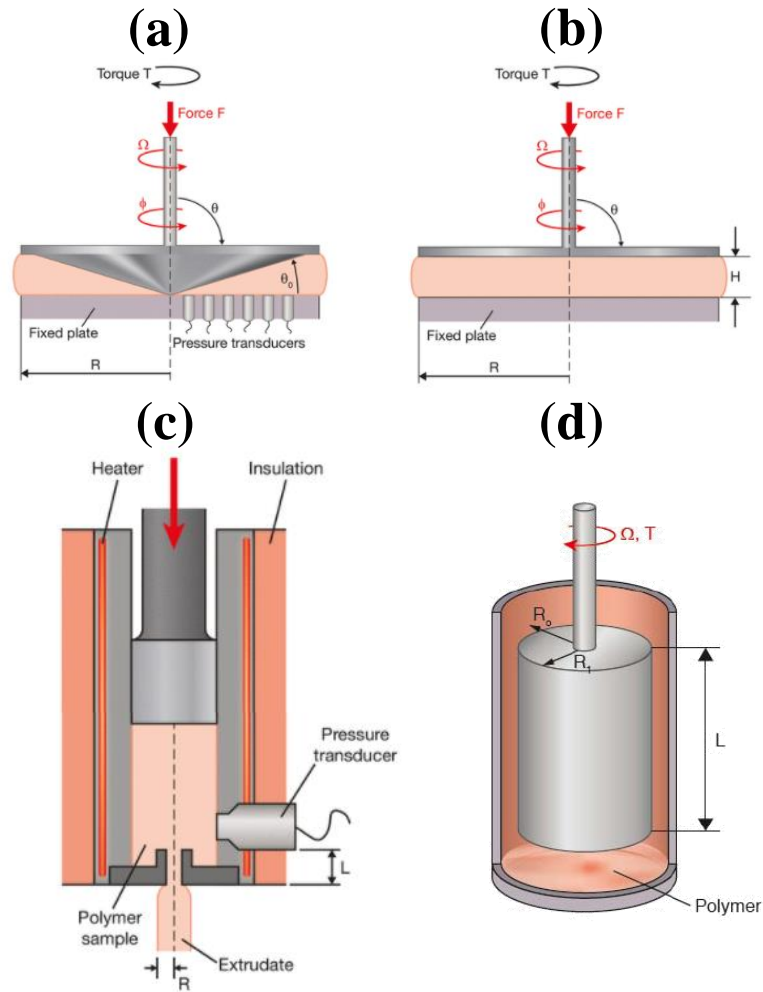 (a)
Torque T
Force F
Ω
ϕ
θ
θ₀
Fixed plate
Pressure transducers
R
(b)
Torque T
Force F
Ω
ϕ
θ
H
Fixed plate
R
(c)
Heater
Insulation
Pressure
transducer
L
Polymer
sample
Extrudate
R
(d)
Ω, T
Rₒ
R₁
L
Polymer